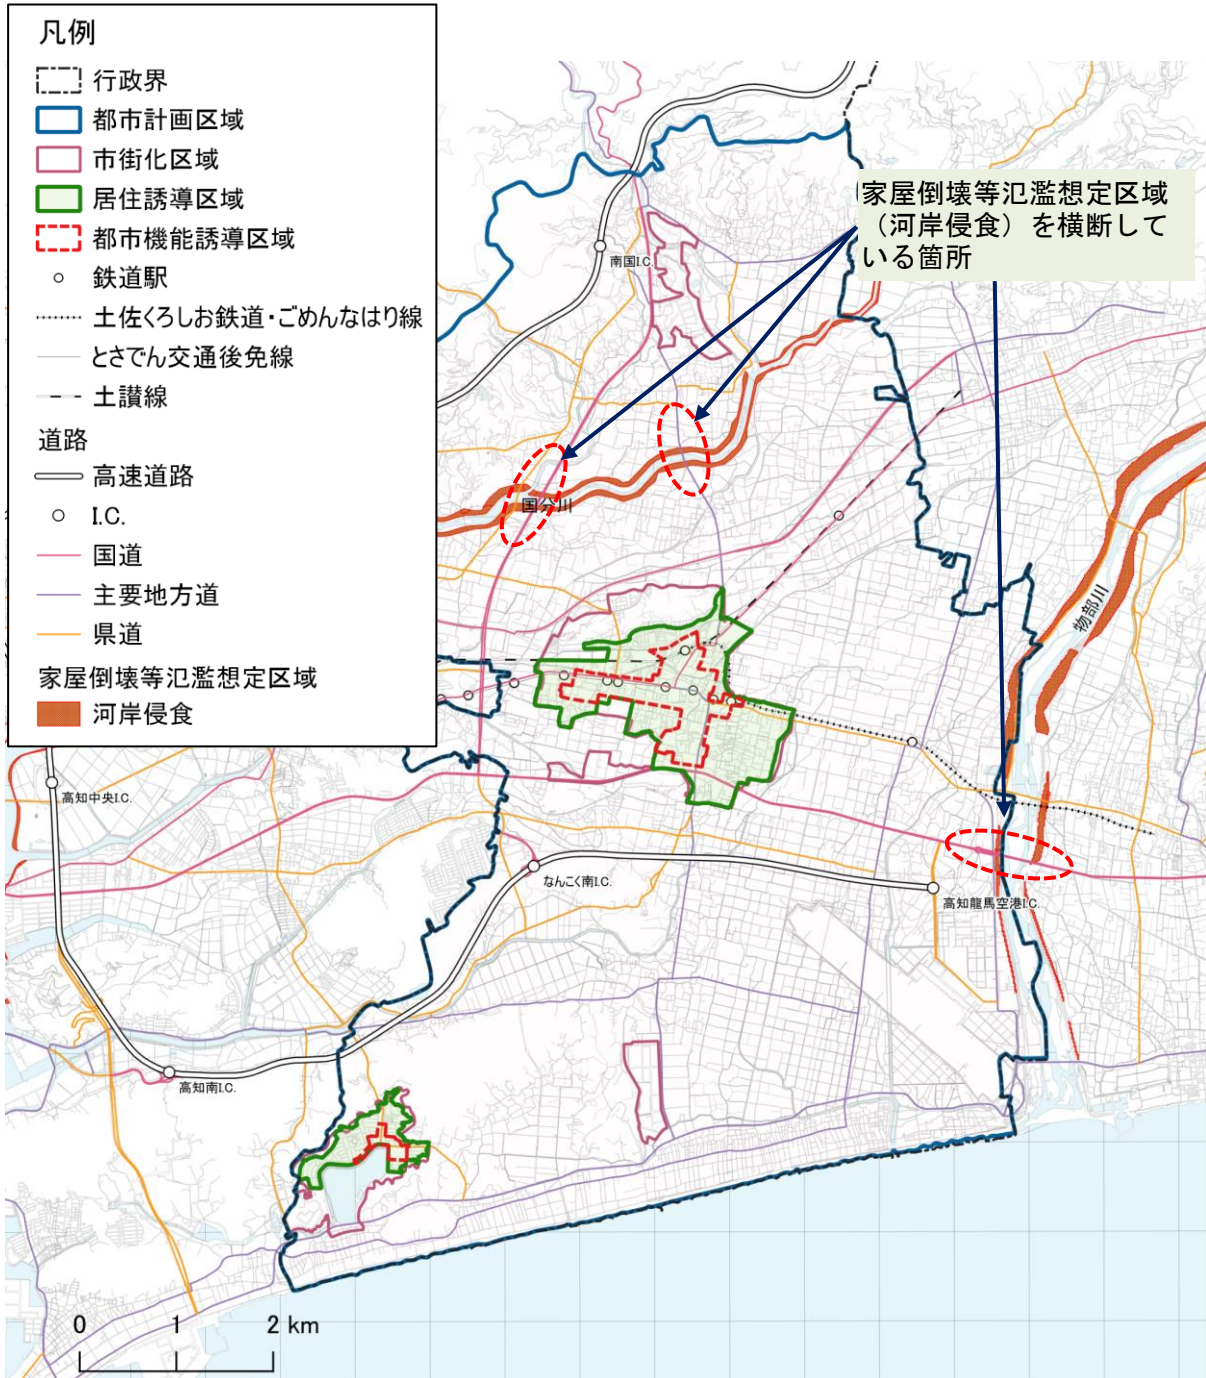 凡例
行政界
都市計画区域
市街化区域
居住誘導区域
都市機能誘導区域
鉄道駅
土佐くろしお鉄道・ごめんなはり線
とさでん交通後免線
土讃線
道路
高速道路
I.C.
国道
主要地方道
県道
家屋倒壊等氾濫想定区域
河岸侵食
家屋倒壊等氾濫想定区域
（河岸侵食）を横断して
いる箇所
南国I.C.
国分川
物部川
高知中央I.C.
なんこく南I.C.
高知龍馬空港I.C.
高知南I.C.
0 1 2 km